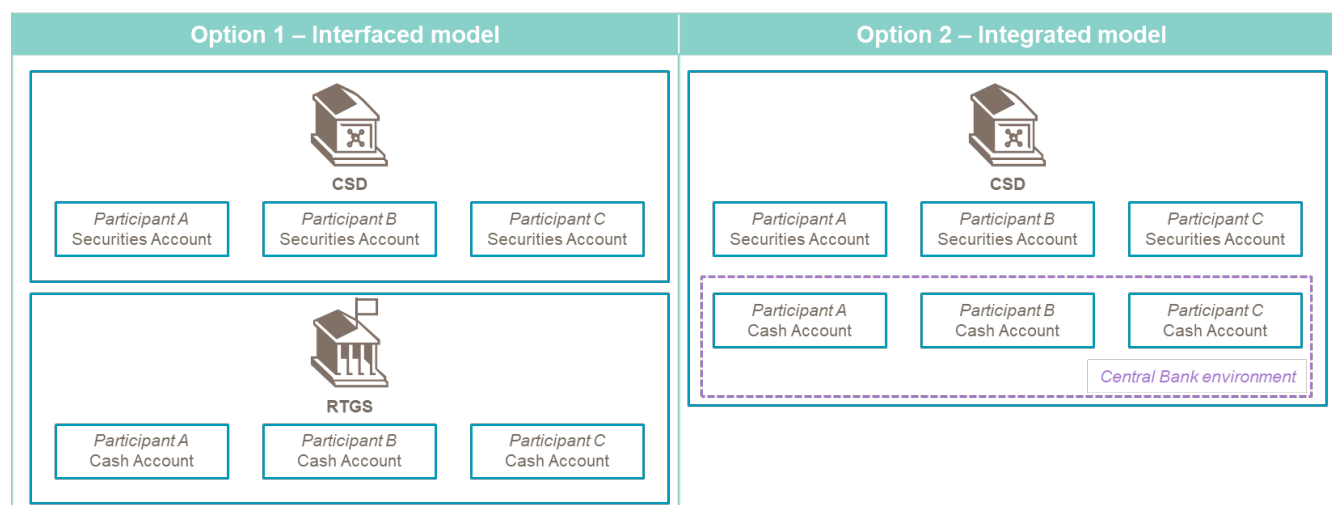 Option 1 – Interfaced model
CSD
Participant A
Securities Account
Participant B
Securities Account
Participant C
Securities Account
RTGS
Participant A
Cash Account
Participant B
Cash Account
Participant C
Cash Account
Option 2 – Integrated model
CSD
Participant A
Securities Account
Participant B
Securities Account
Participant C
Securities Account
Participant A
Cash Account
Participant B
Cash Account
Participant C
Cash Account
Central Bank environment